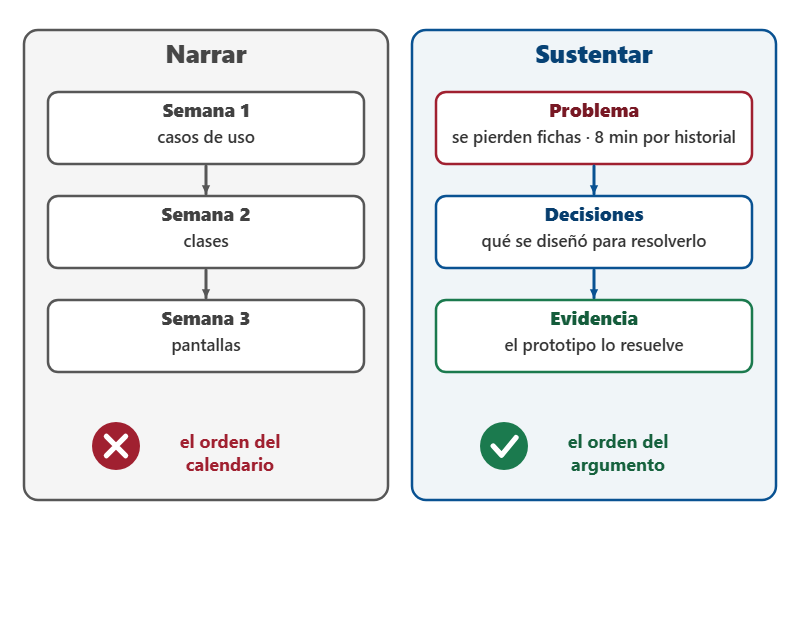 Narrar
Semana 1
casos de uso
Semana 2
clases
Semana 3
pantallas
el orden del
calendario
Sustentar
Problema
se pierden fichas · 8 min por historial
Decisiones
qué se diseñó para resolverlo
Evidencia
el prototipo lo resuelve
el orden del
argumento